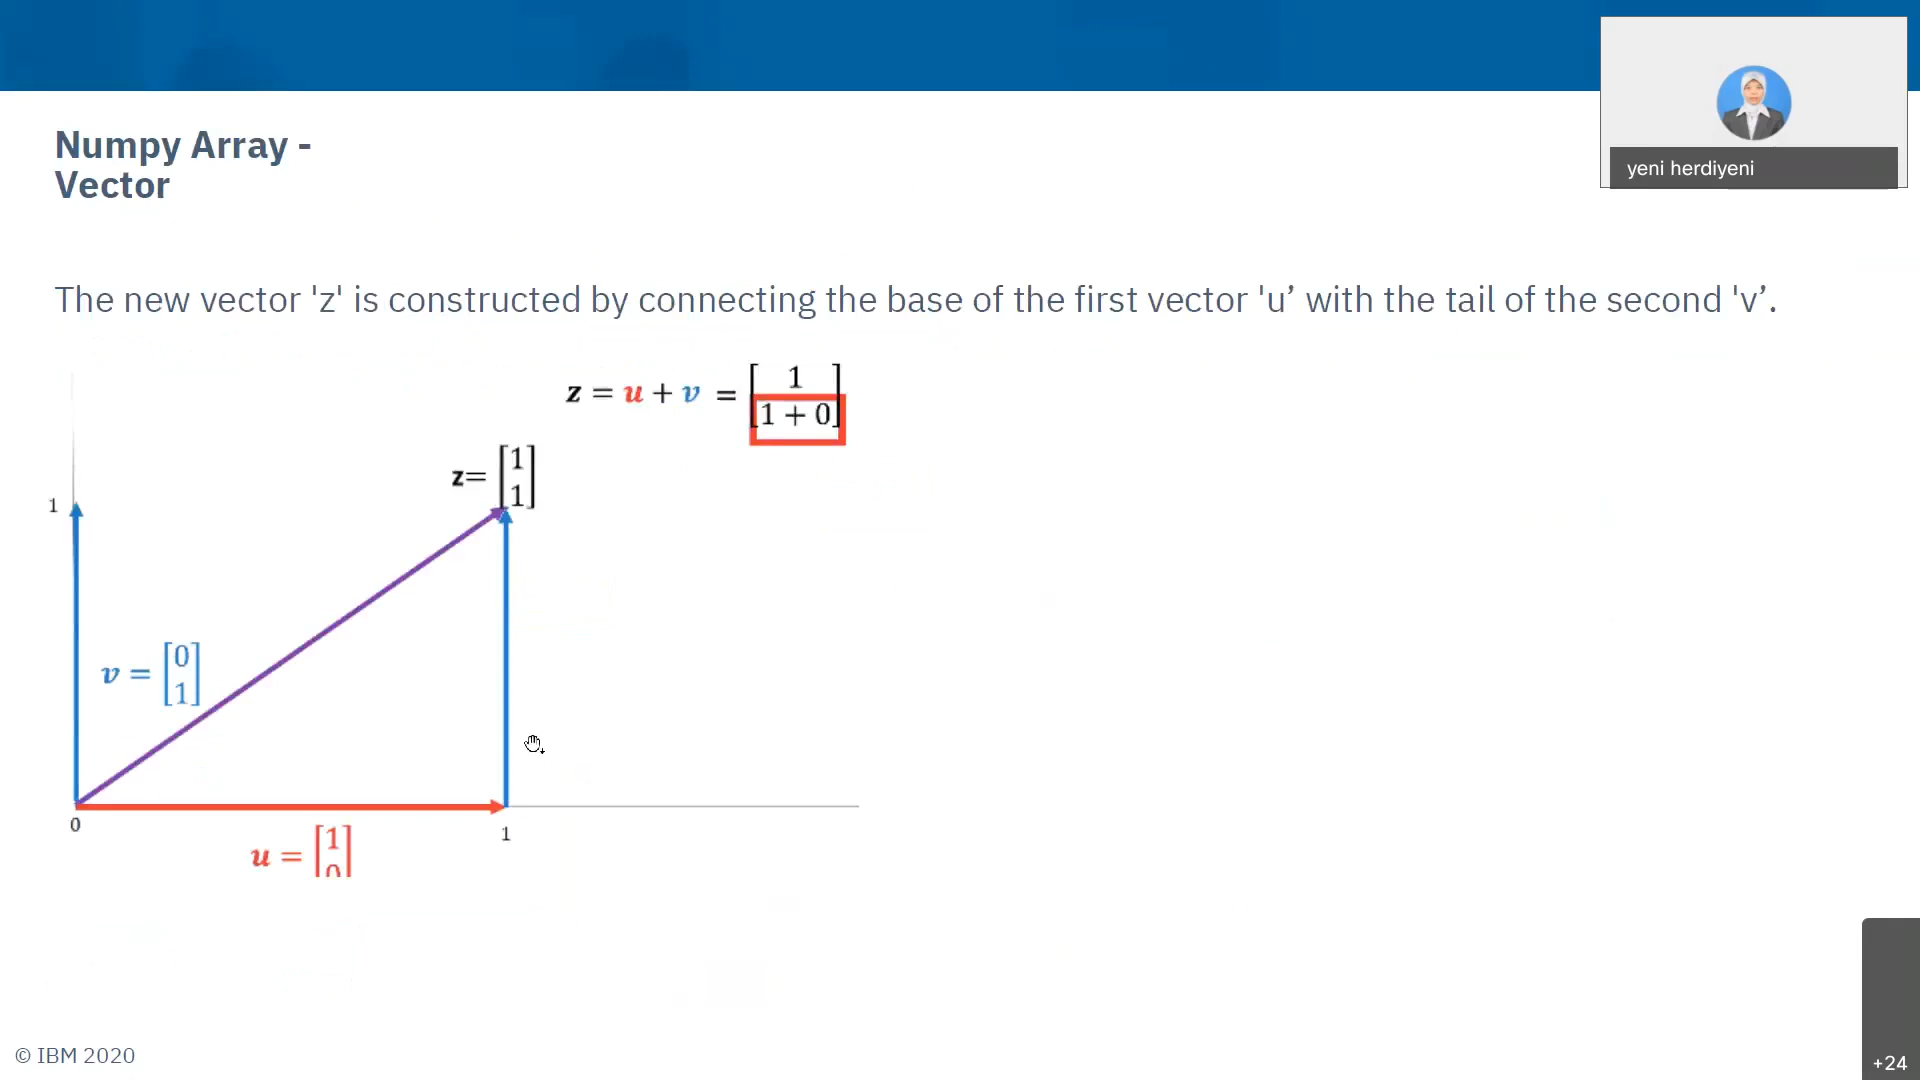 Numpy Array -
Vector
yeni herdiyeni
The new vector 'z' is constructed by connecting the base of the first vector 'u’ with the tail of the second 'v’.
z = u + v = [1
1 + 0]
z= [1
1]
1
v = [0
1]
0
1
u = [1
0]
© IBM 2020
+24